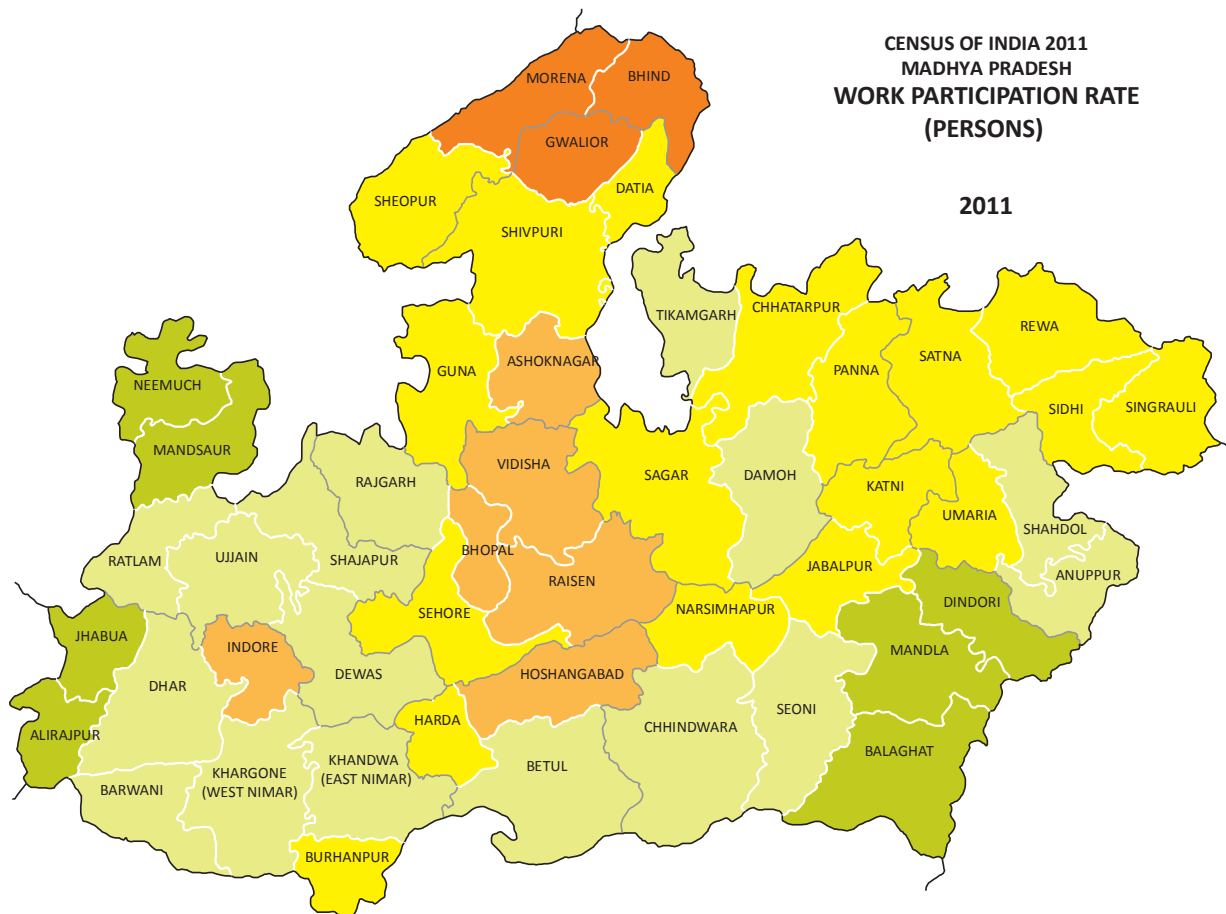 CENSUS OF INDIA 2011
MADHYA PRADESH
WORK PARTICIPATION RATE
(PERSONS)
2011
MORENA
BHIND
GWALIOR
SHEOPUR
DATIA
SHIVPURI
TIKAMGARH
CHHATARPUR
REWA
GUNA
ASHOKNAGAR
PANNA
SATNA
NEEMUCH
SIDHI
SINGRAULI
MANDSAUR
VIDISHA
SAGAR
DAMOH
RAJGARH
KATNI
UMARIA
SHAHDOL
RATLAM
UJJAIN
SHAJAPUR
BHOPAL
RAISEN
JABALPUR
ANUPPUR
SEHORE
NARSIMHAPUR
DINDORI
JHABUA
INDORE
MANDLA
DHAR
DEWAS
HOSHANGABAD
SEONI
ALIRAJPUR
HARDA
CHHINDWARA
BALAGHAT
BARWANI
KHARGONE
(WEST NIMAR)
KHANDWA
(EAST NIMAR)
BETUL
BURHANPUR